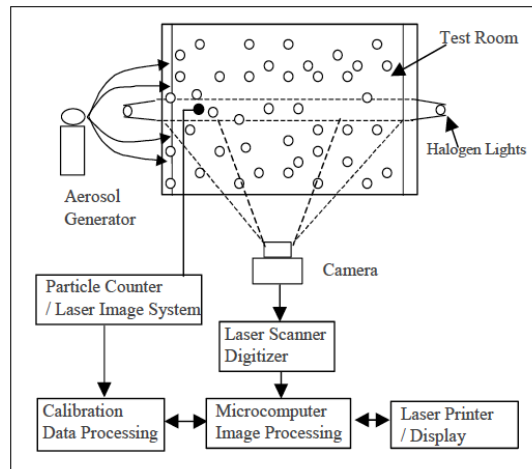 Test Room
Halogen Lights
Aerosol
Generator
Camera
Particle Counter
/ Laser Image System
Laser Scanner
Digitizer
Calibration
Data Processing
Microcomputer
Image Processing
Laser Printer
/ Display